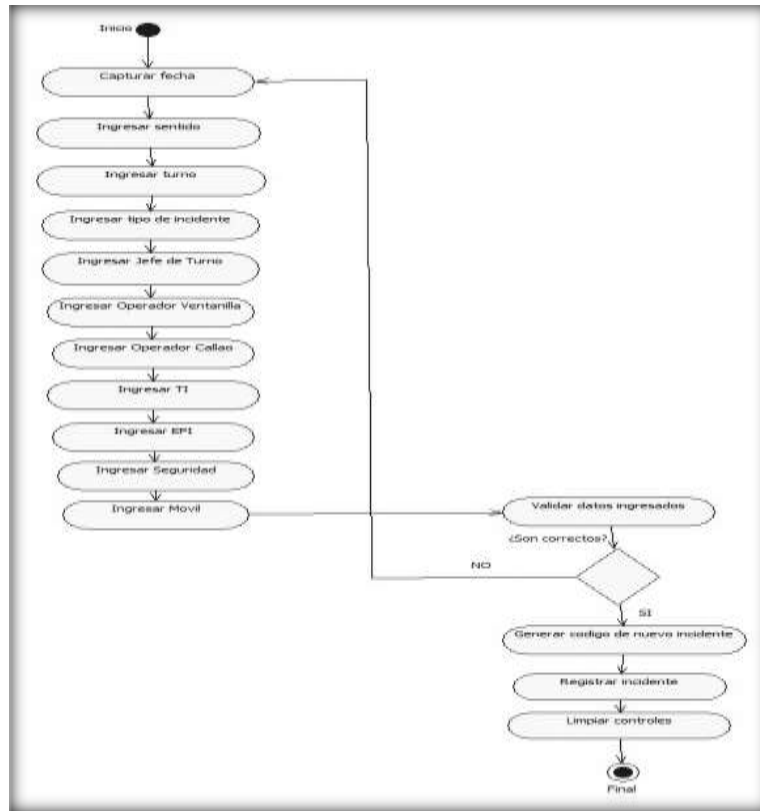 Inicio
Capturar fecha
Ingresar sentido
Ingresar turno
Ingresar tipo de incidente
Ingresar Jefe de Turno
Ingresar Operador Ventanilla
Ingresar Operador Callao
Ingresar TI
Ingresar EPI
Ingresar Seguridad
Ingresar Movil
Validar datos ingresados
¿Son correctos?
NO
SI
Generar codigo de nuevo incidente
Registrar incidente
Limpiar controles
Final